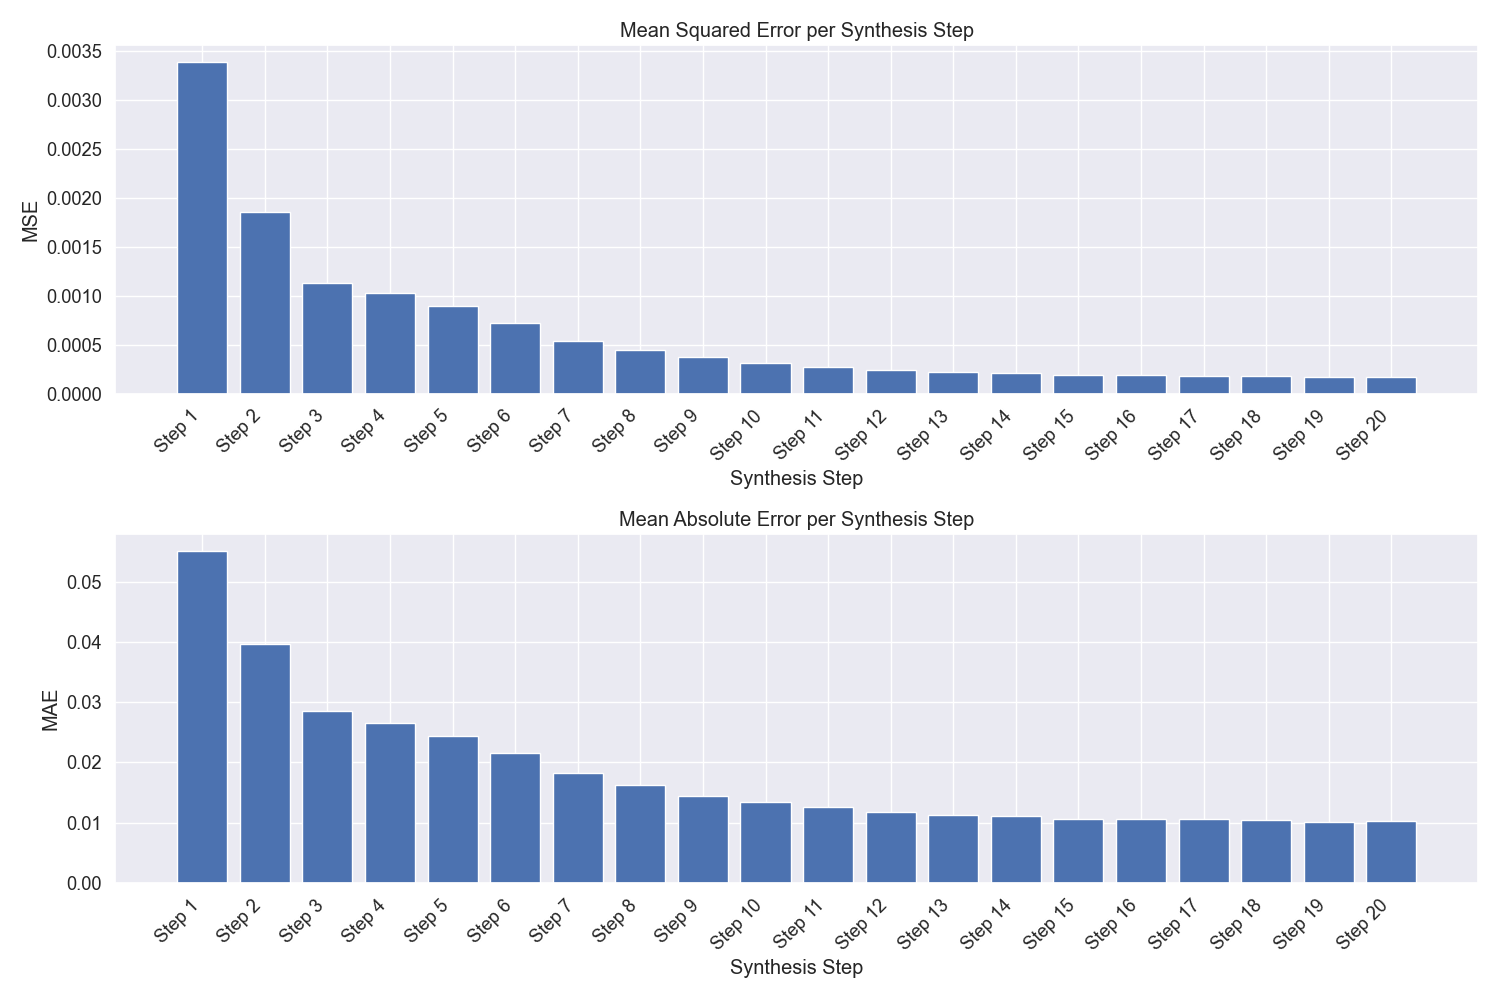 Mean Squared Error per Synthesis Step
0.0035
0.0030
0.0025
0.0020
0.0015
0.0010
0.0005
0.0000
MSE
Step 1 Step 2 Step 3 Step 4 Step 5 Step 6 Step 7 Step 8 Step 9 Step 10 Step 11 Step 12 Step 13 Step 14 Step 15 Step 16 Step 17 Step 18 Step 19 Step 20
Synthesis Step
Mean Absolute Error per Synthesis Step
0.05
0.04
0.03
0.02
0.01
0.00
MAE
Step 1 Step 2 Step 3 Step 4 Step 5 Step 6 Step 7 Step 8 Step 9 Step 10 Step 11 Step 12 Step 13 Step 14 Step 15 Step 16 Step 17 Step 18 Step 19 Step 20
Synthesis Step